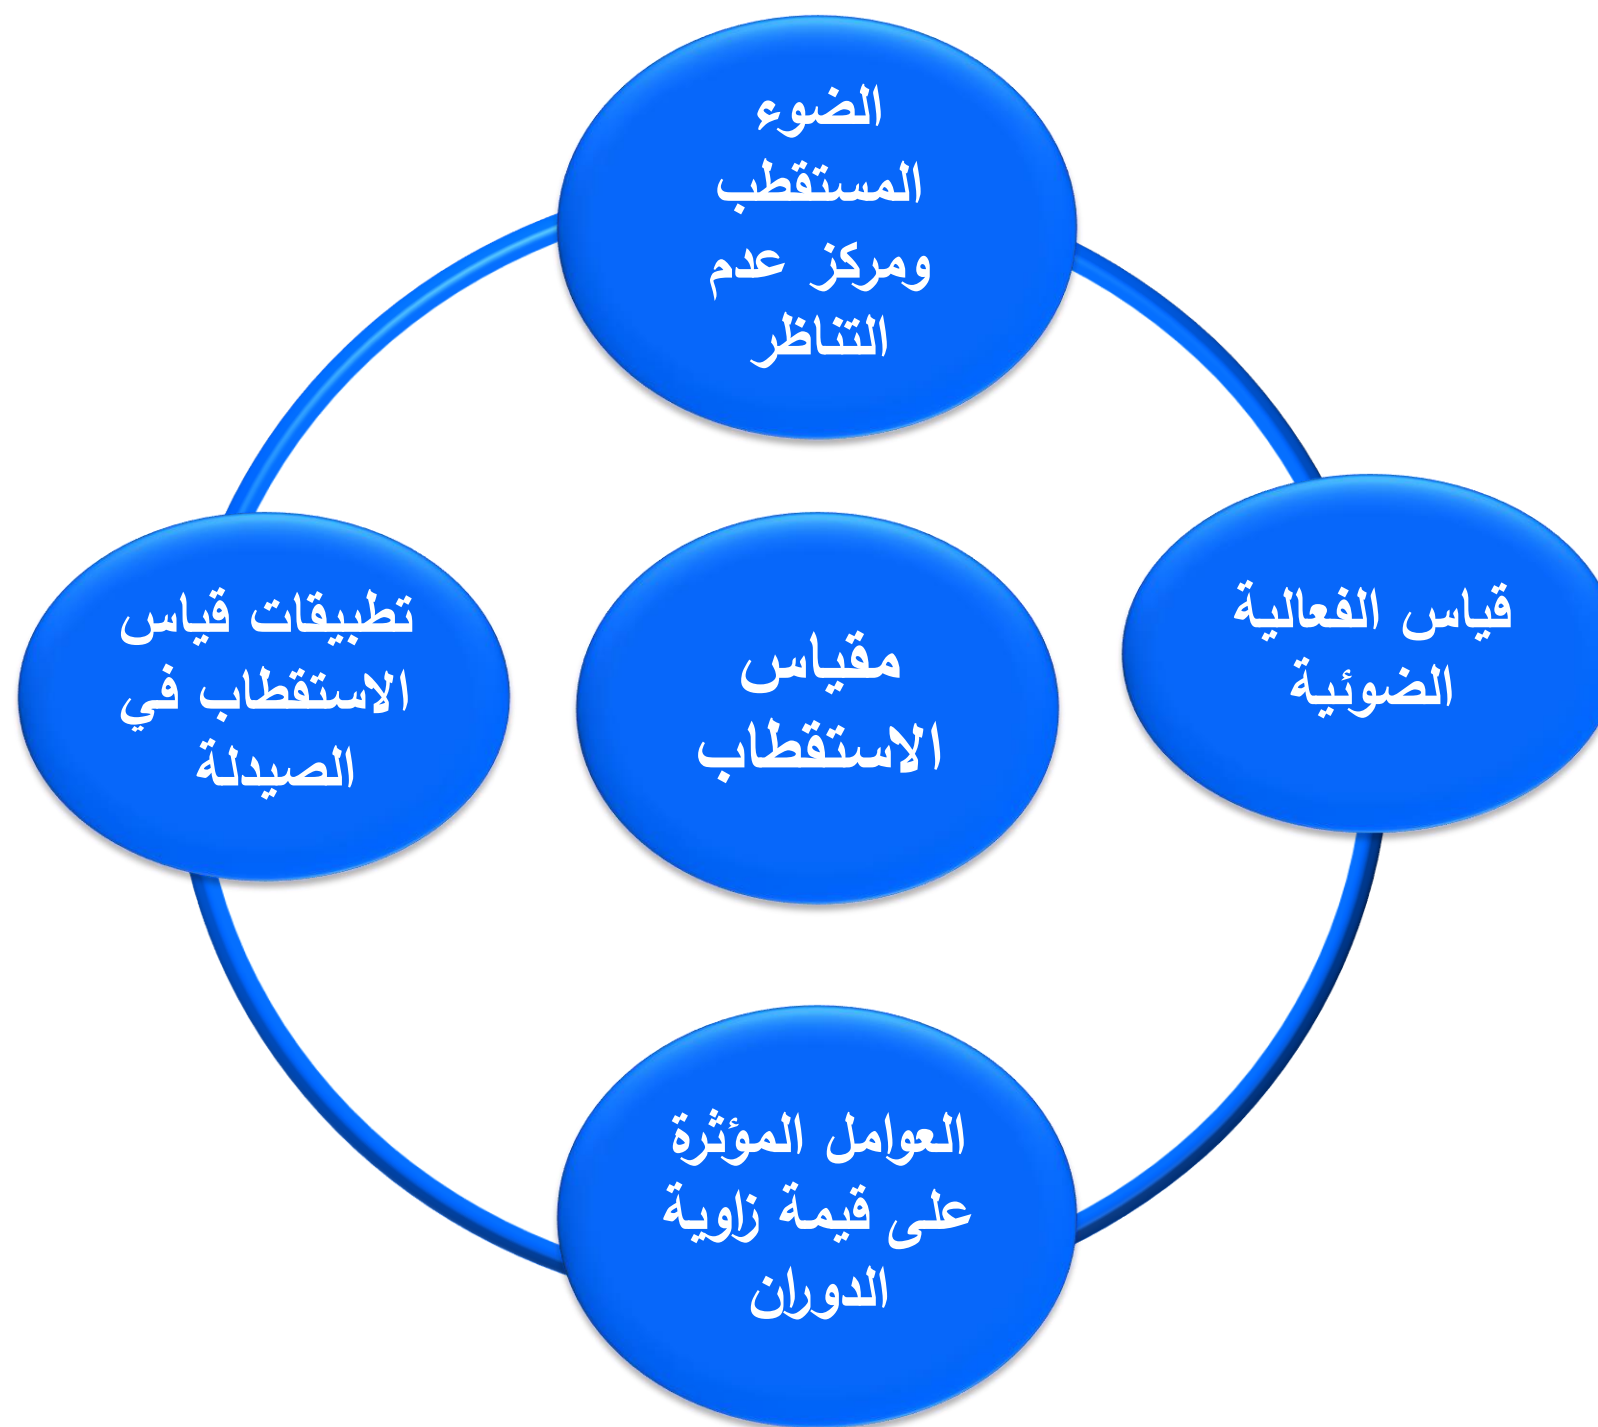 الضوء
المستقطب
ومركز عدم
التناظر
قياس الفعالية
الضوئية
مقياس
الاستقطاب
تطبيقات قياس
الاستقطاب في
الصيدلة
العوامل المؤثرة
على قيمة زاوية
الدوران